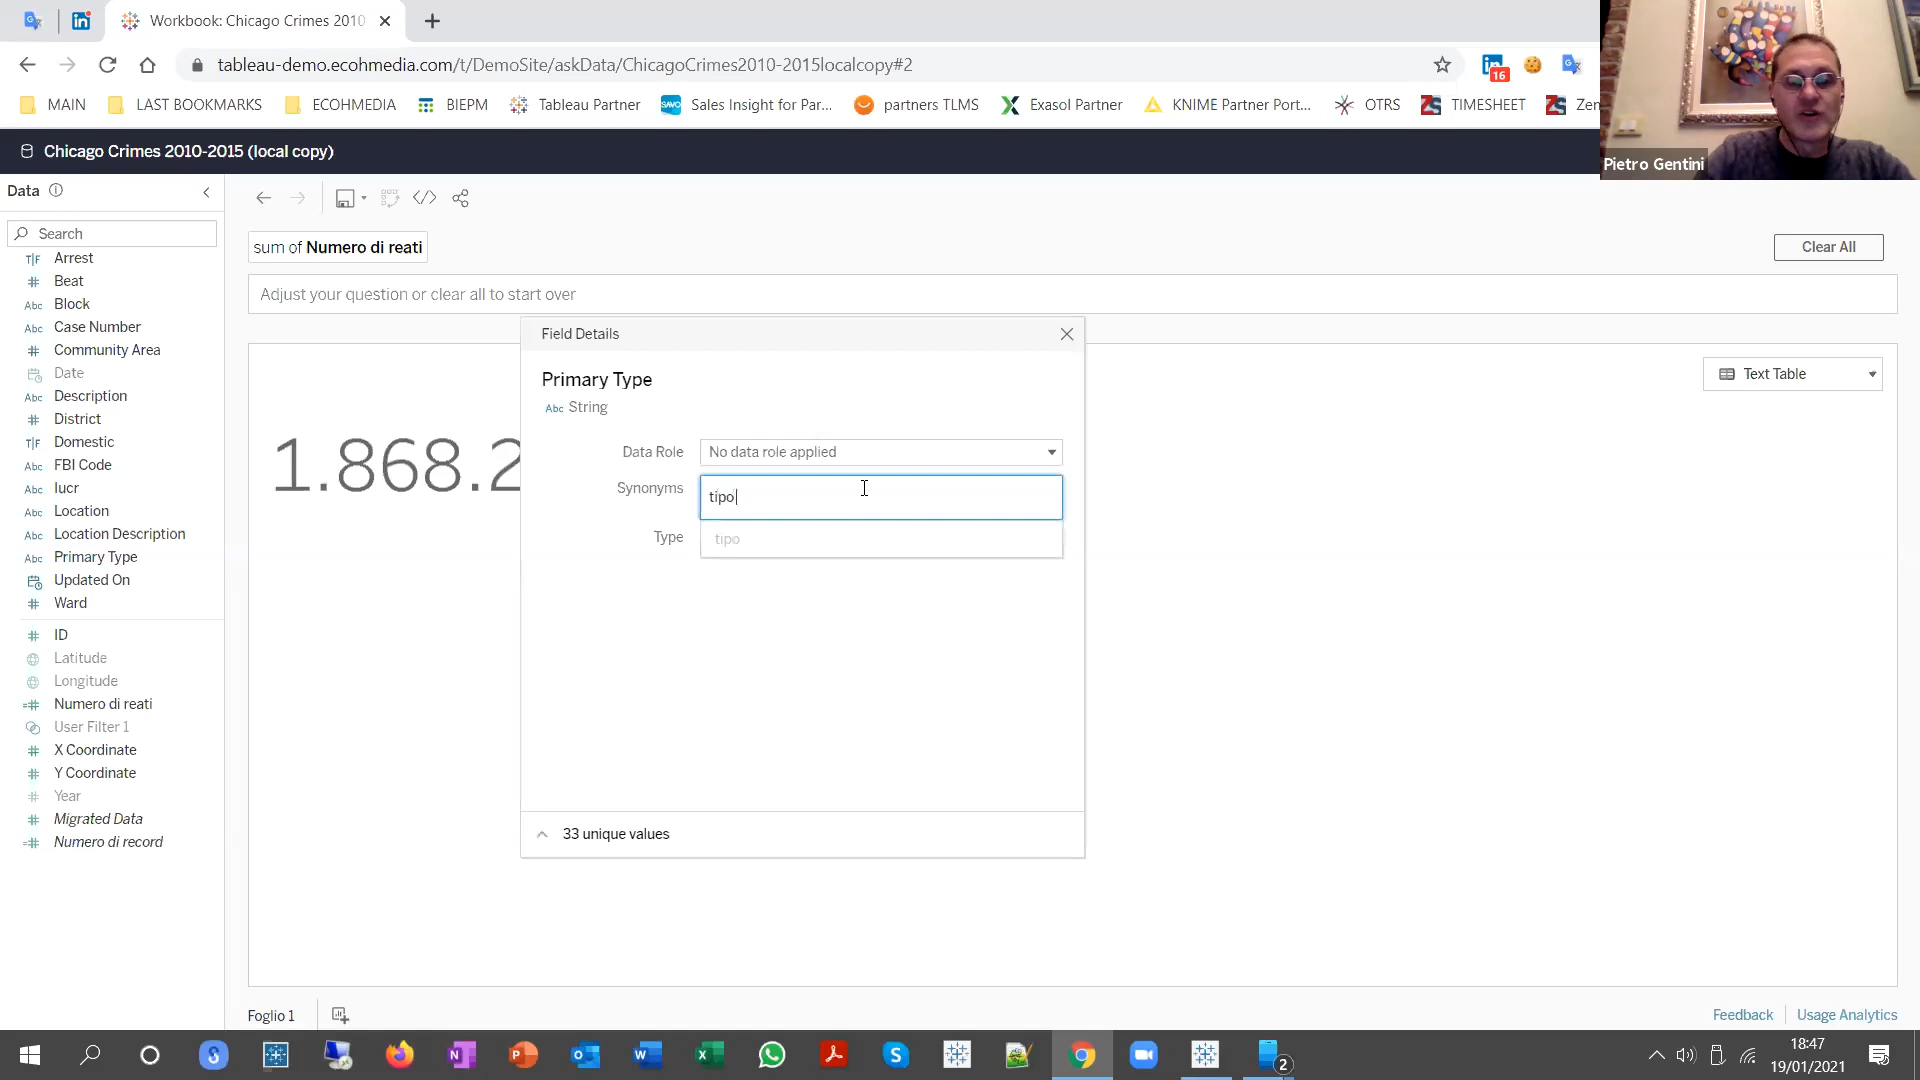 Workbook: Chicago Crimes 2010
tableau-demo.ecohmedia.com/t/DemoSite/askData/ChicagoCrimes2010-2015localcopy#2
16
MAIN
LAST BOOKMARKS
ECOHMEDIA
BIEPM
Tableau Partner
Sales Insight for Par...
partners TLMS
Exasol Partner
KNIME Partner Port...
OTRS
TIMESHEET
Zen
Pietro Gentini
Chicago Crimes 2010-2015 (local copy)
Data
Search
Arrest
Beat
Block
Case Number
Community Area
Date
Description
District
Domestic
FBI Code
Iucr
Location
Location Description
Primary Type
Updated On
Ward
ID
Latitude
Longitude
Numero di reati
User Filter 1
X Coordinate
Y Coordinate
Year
Migrated Data
Numero di record
sum of Numero di reati
Clear All
Adjust your question or clear all to start over
Text Table
1.868.2
Field Details
Primary Type
Abc String
Data Role
No data role applied
Synonyms
tipo
Type
tipo
33 unique values
Foglio 1
Feedback
Usage Analytics
2
18:47
19/01/2021